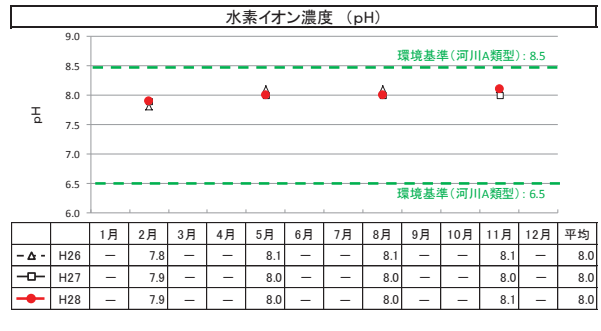 水素イオン濃度 (pH)
9.0
環境基準(河川A類型):8.5
8.5
8.0
pH
7.5
7.0
6.5
環境基準(河川A類型):6.5
6.0
1月 2月 3月 4月 5月 6月 7月 8月 9月 10月 11月 12月 平均
H26 — 7.8 — — 8.1 — — 8.1 — — 8.1 — 8.0
H27 — 7.9 — — 8.0 — — 8.0 — — 8.0 — 8.0
H28 — 7.9 — — 8.0 — — 8.0 — — 8.1 — 8.0